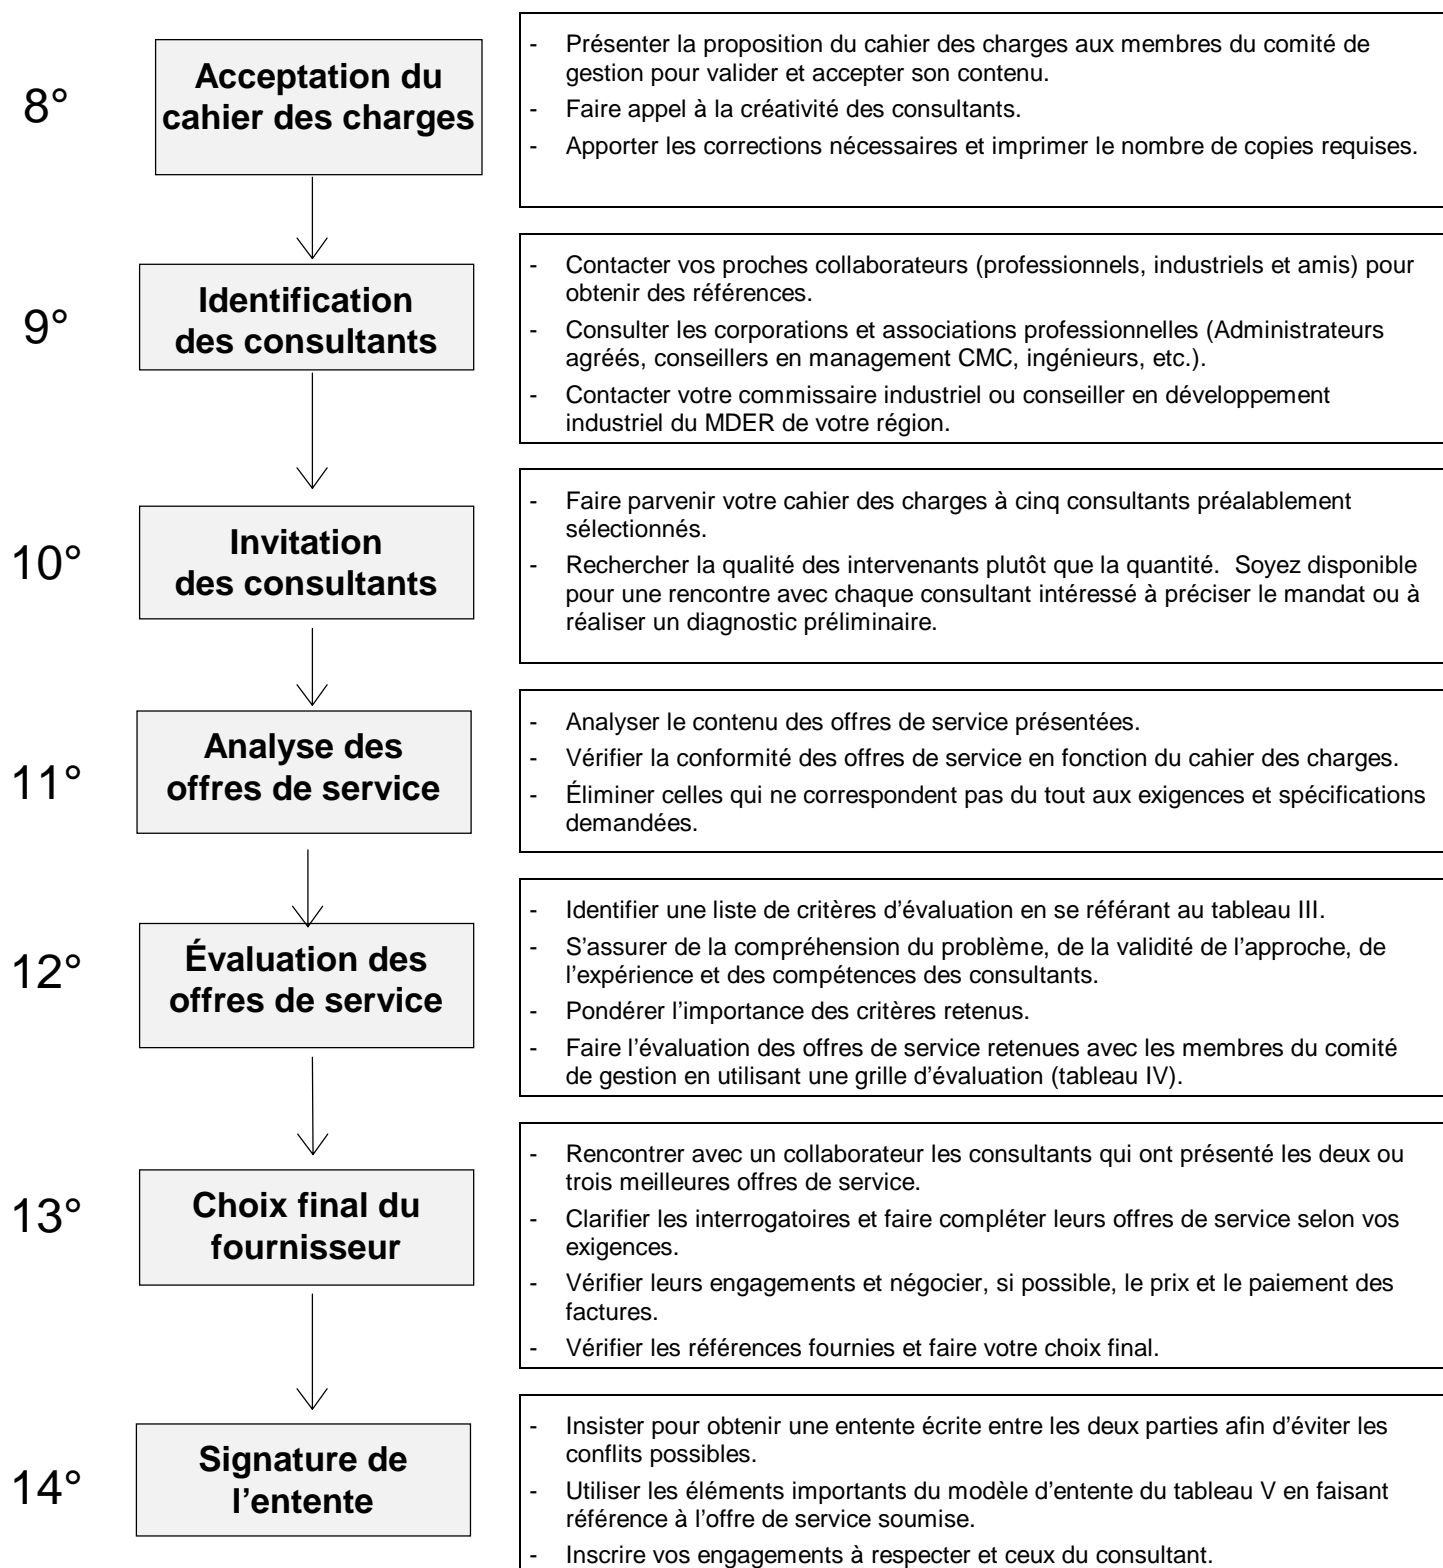 8°
Acceptation du
cahier des charges
- Présenter la proposition du cahier des charges aux membres du comité de
gestion pour valider et accepter son contenu.
- Faire appel à la créativité des consultants.
- Apporter les corrections nécessaires et imprimer le nombre de copies requises.
9°
Identification
des consultants
- Contacter vos proches collaborateurs (professionnels, industriels et amis) pour
obtenir des références.
- Consulter les corporations et associations professionnelles (Administrateurs
agréés, conseillers en management CMC, ingénieurs, etc.).
- Contacter votre commissaire industriel ou conseiller en développement
industriel du MDER de votre région.
10°
Invitation
des consultants
- Faire parvenir votre cahier des charges à cinq consultants préalablement
sélectionnés.
- Rechercher la qualité des intervenants plutôt que la quantité. Soyez disponible
pour une rencontre avec chaque consultant intéressé à préciser le mandat ou à
réaliser un diagnostic préliminaire.
11°
Analyse des
offres de service
- Analyser le contenu des offres de service présentées.
- Vérifier la conformité des offres de service en fonction du cahier des charges.
- Éliminer celles qui ne correspondent pas du tout aux exigences et spécifications
demandées.
12°
Évaluation des
offres de service
- Identifier une liste de critères d’évaluation en se référant au tableau III.
- S’assurer de la compréhension du problème, de la validité de l’approche, de
l’expérience et des compétences des consultants.
- Pondérer l’importance des critères retenus.
- Faire l’évaluation des offres de service retenues avec les membres du comité
de gestion en utilisant une grille d’évaluation (tableau IV).
13°
Choix final du
fournisseur
- Rencontrer avec un collaborateur les consultants qui ont présenté les deux ou
trois meilleures offres de service.
- Clarifier les interrogatoires et faire compléter leurs offres de service selon vos
exigences.
- Vérifier leurs engagements et négocier, si possible, le prix et le paiement des
factures.
- Vérifier les références fournies et faire votre choix final.
14°
Signature de
l’entente
- Insister pour obtenir une entente écrite entre les deux parties afin d’éviter les
conflits possibles.
- Utiliser les éléments importants du modèle d’entente du tableau V en faisant
référence à l’offre de service soumise.
- Inscrire vos engagements à respecter et ceux du consultant.